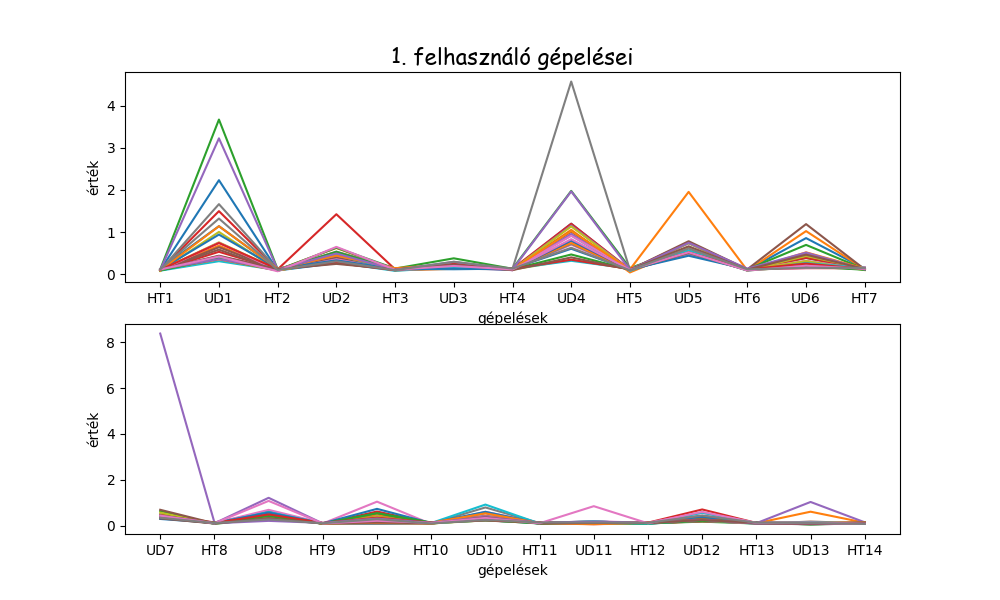 1. felhasználó gépelései
érték
4
3
2
1
0
HT1 UD1 HT2 UD2 HT3 UD3 HT4 UD4 HT5 UD5 HT6 UD6 HT7
gépelések
érték
8
6
4
2
0
UD7 HT8 UD8 HT9 UD9 HT10 UD10 HT11 UD11 HT12 UD12 HT13 UD13 HT14
gépelések